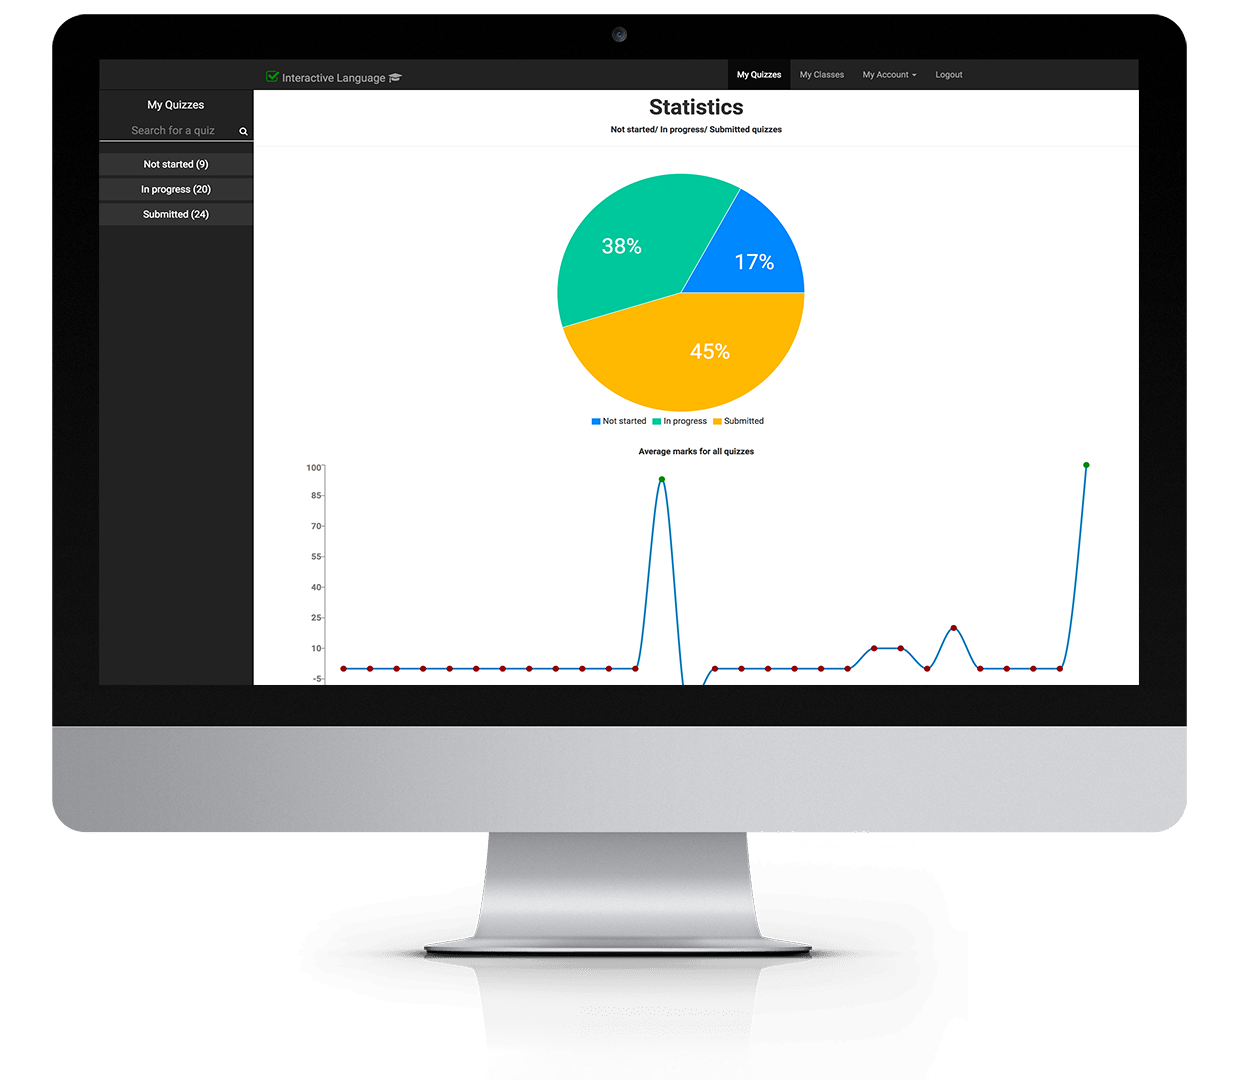 Interactive Language
My Quizzes
My Classes
My Account
Logout
My Quizzes
Search for a quiz
Not started (9)
In progress (20)
Submitted (24)
Statistics
Not started/ In progress/ Submitted quizzes
38%
17%
45%
Not started
In progress
Submitted
Average marks for all quizzes
100
85
70
55
40
25
10
-5